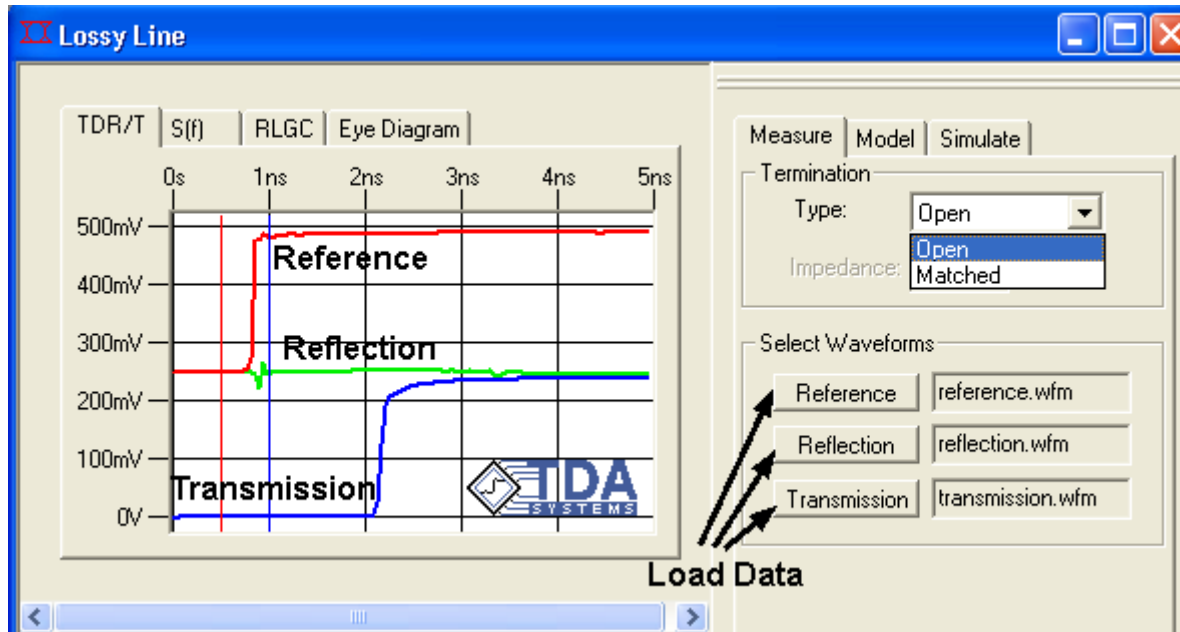 Lossy Line
TDR/T S(f) RLGC Eye Diagram
0s 1ns 2ns 3ns 4ns 5ns
500mV
400mV
300mV
200mV
100mV
0V
Reference
Reflection
Transmission
TDA
SYSTEMS
Measure Model Simulate
Termination
Type: Open
Open
Matched
Impedance:
Select Waveforms
Reference reference.wfm
Reflection reflection.wfm
Transmission transmission.wfm
Load Data